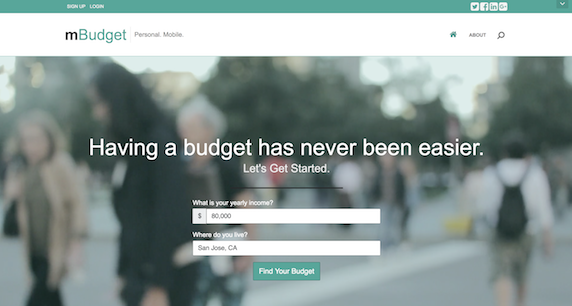 SIGN UP LOGIN
mBudget Personal. Mobile.
ABOUT
Having a budget has never been easier.
Let's Get Started.
What is your yearly income?
$ 80,000
Where do you live?
San Jose, CA
Find Your Budget